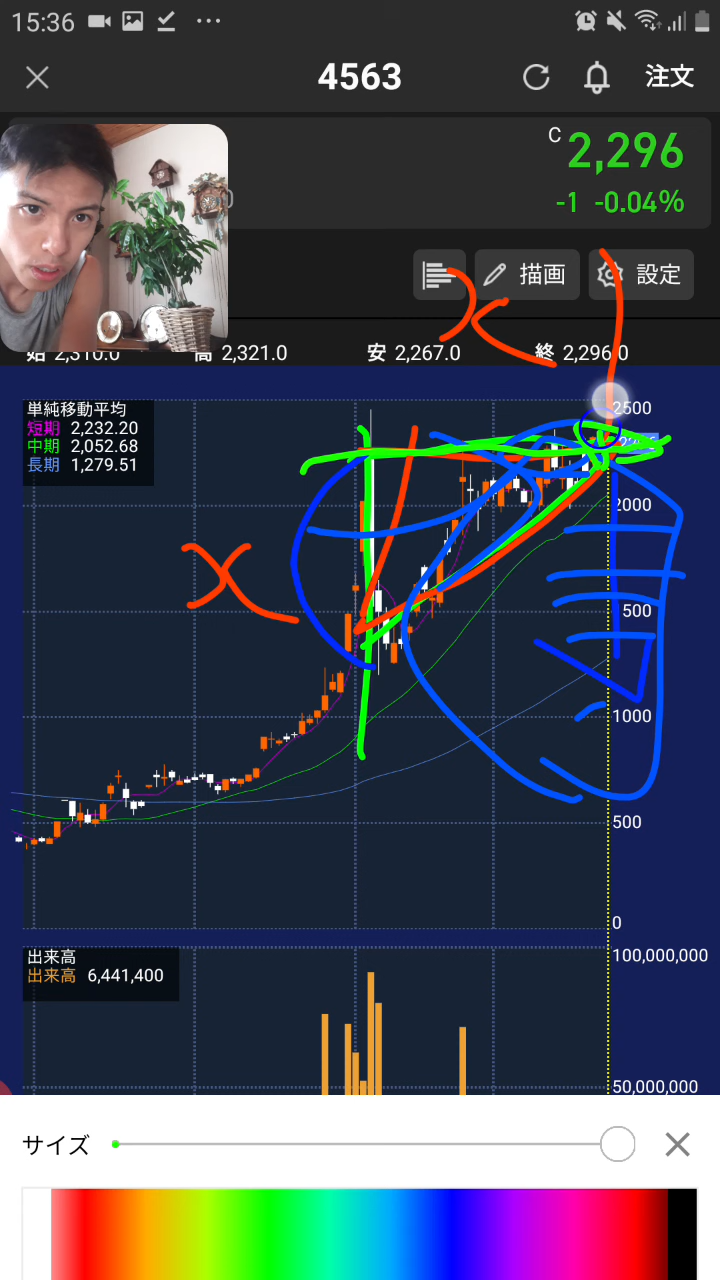 15:36
4563
注文
C 2,296
-1 -0.04%
描画
設定
始 2,310.0 高 2,321.0 安 2,267.0 終 2,296.0
単純移動平均
短期 2,232.20
中期 2,052.68
長期 1,279.51
2500
2000
1500
1000
500
0
出来高
出来高 6,441,400
100,000,000
50,000,000
サイズ